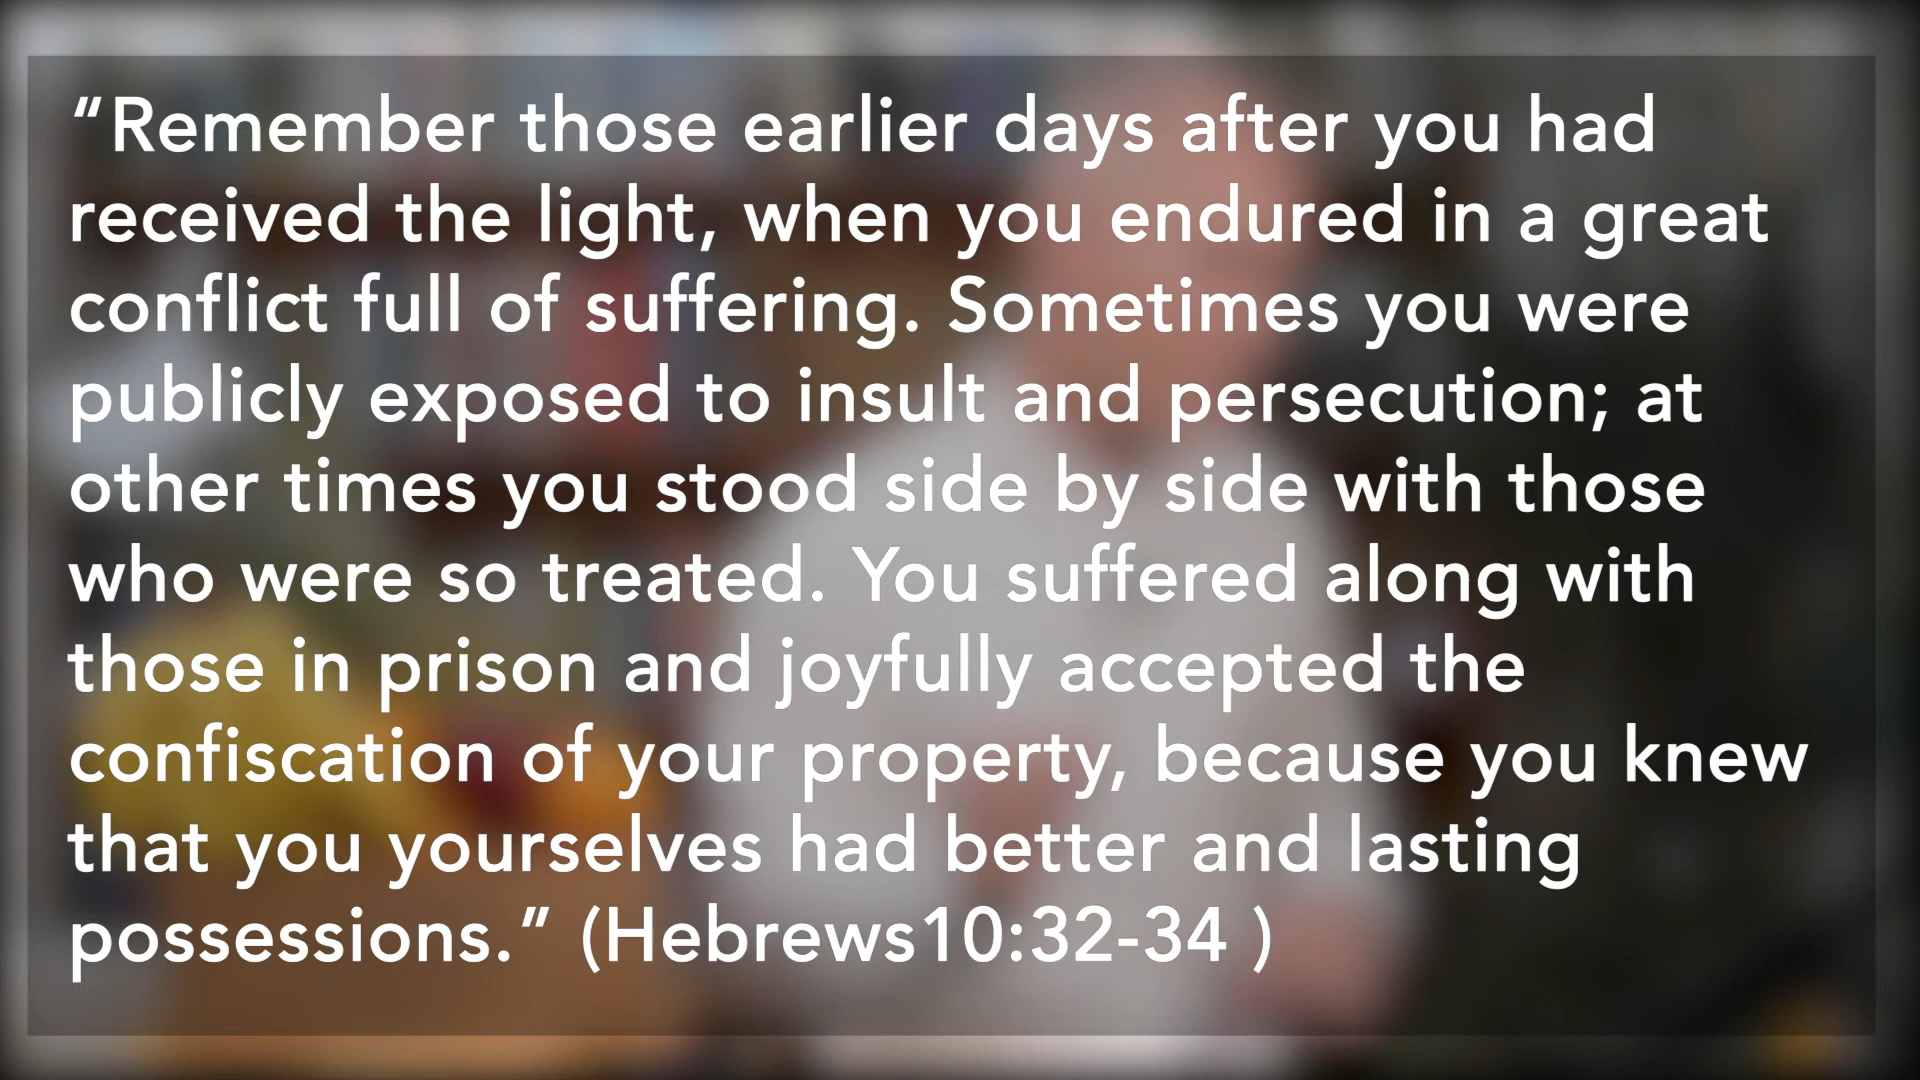 “Remember those earlier days after you had
received the light, when you endured in a great
conflict full of suffering. Sometimes you were
publicly exposed to insult and persecution; at
other times you stood side by side with those
who were so treated. You suffered along with
those in prison and joyfully accepted the
confiscation of your property, because you knew
that you yourselves had better and lasting
possessions.” (Hebrews10:32-34 )